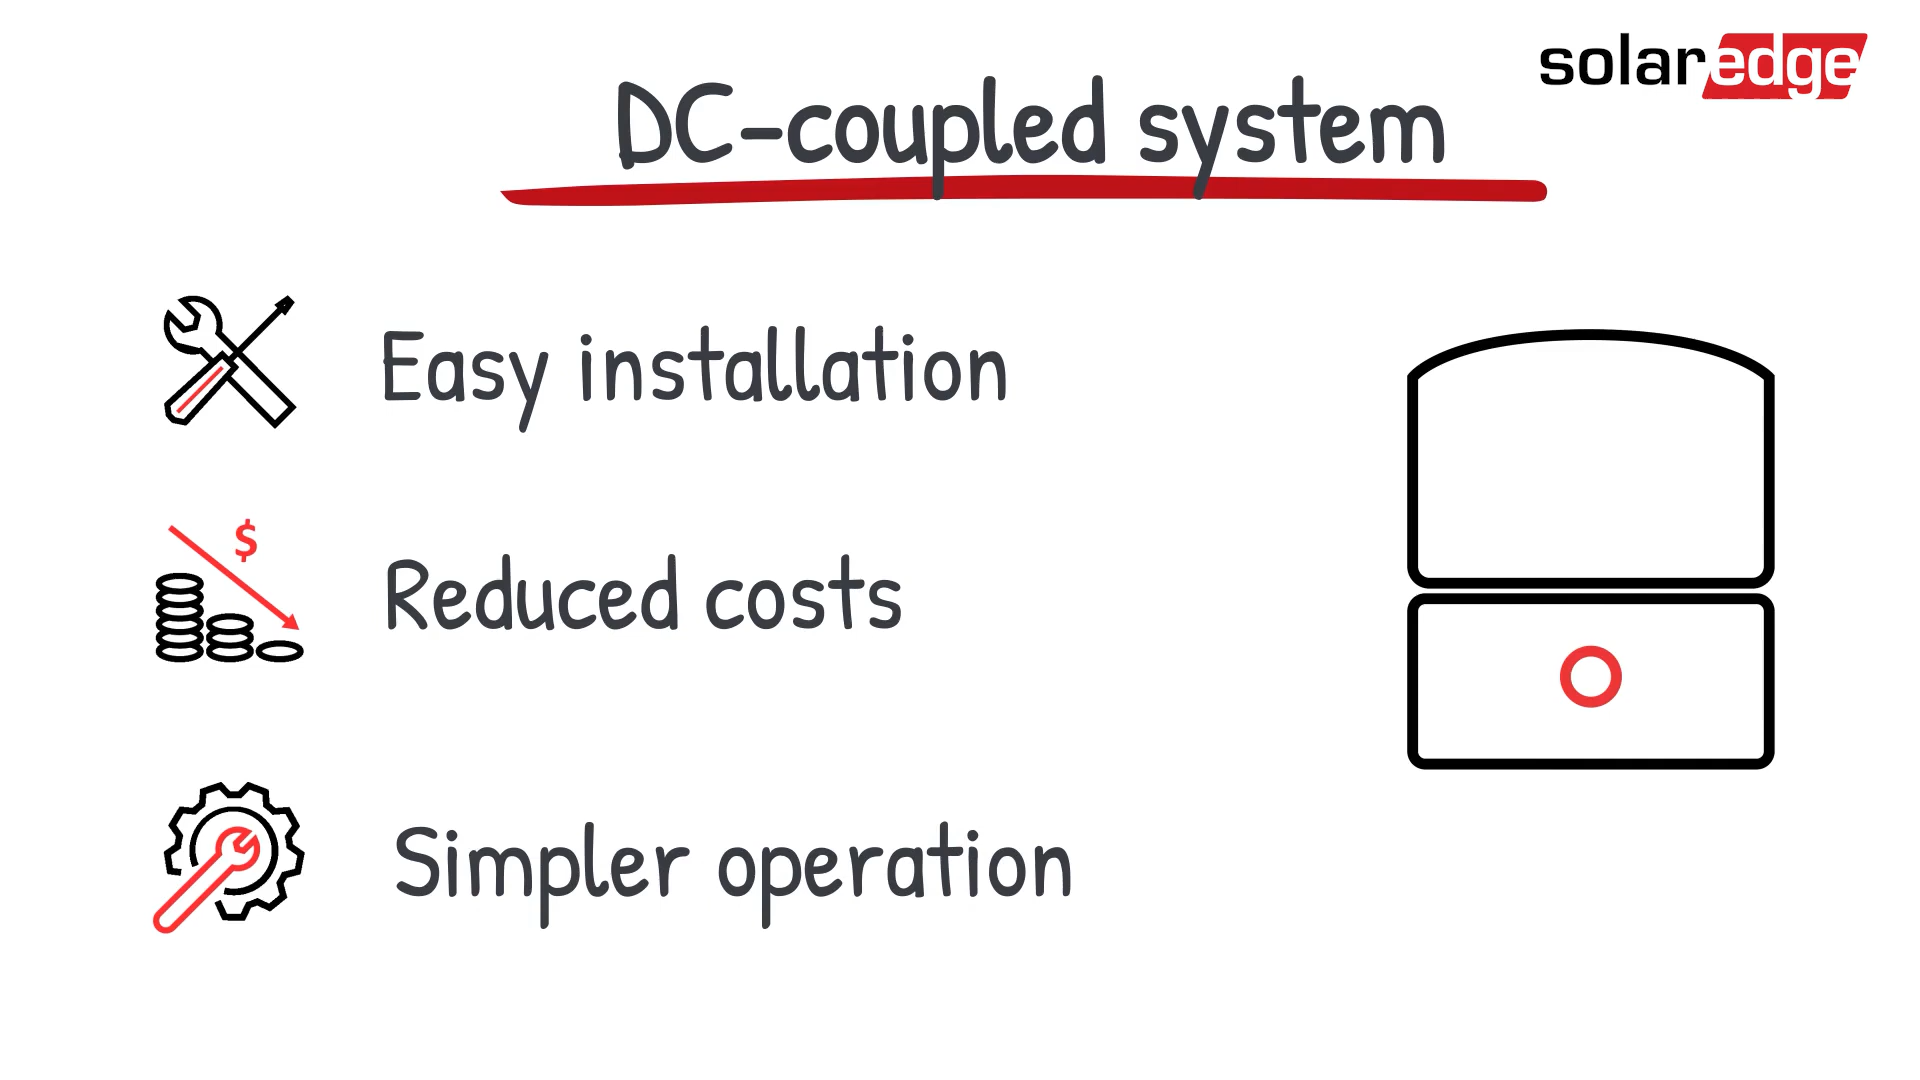 solaredge
DC-coupled system
Easy installation
$
Reduced costs
Simpler operation